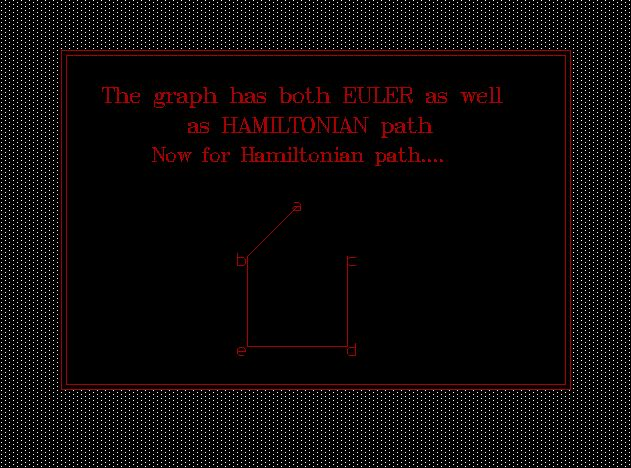 The graph has both EULER as well
as HAMILTONIAN path
Now for Hamiltonian path....
a
b c
e d